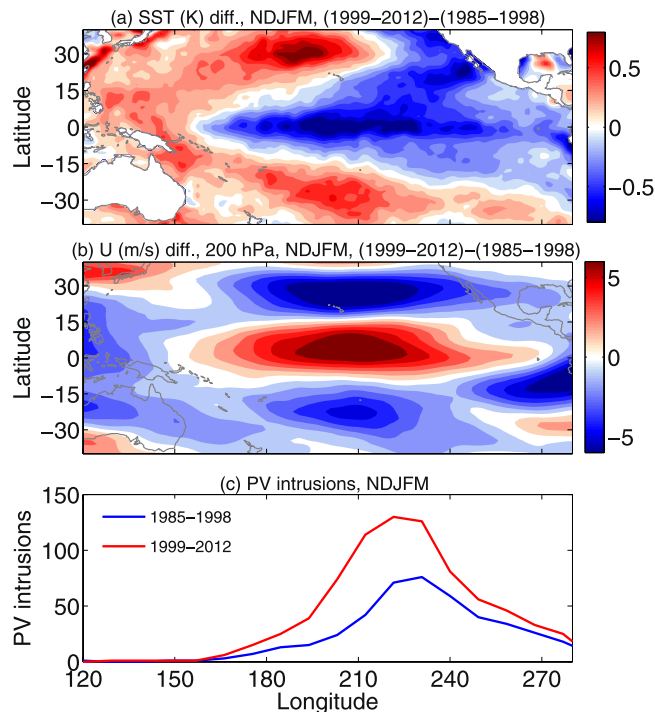 (a) SST (K) diff., NDJFM, (1999−2012)−(1985−1998)
Latitude
30
15
0
−15
−30
0.5
0
−0.5
(b) U (m/s) diff., 200 hPa, NDJFM, (1999−2012)−(1985−1998)
Latitude
30
15
0
−15
−30
5
0
−5
(c) PV intrusions, NDJFM
PV intrusions
150
100
50
0
1985−1998
1999−2012
120 150 180 210 240 270
Longitude